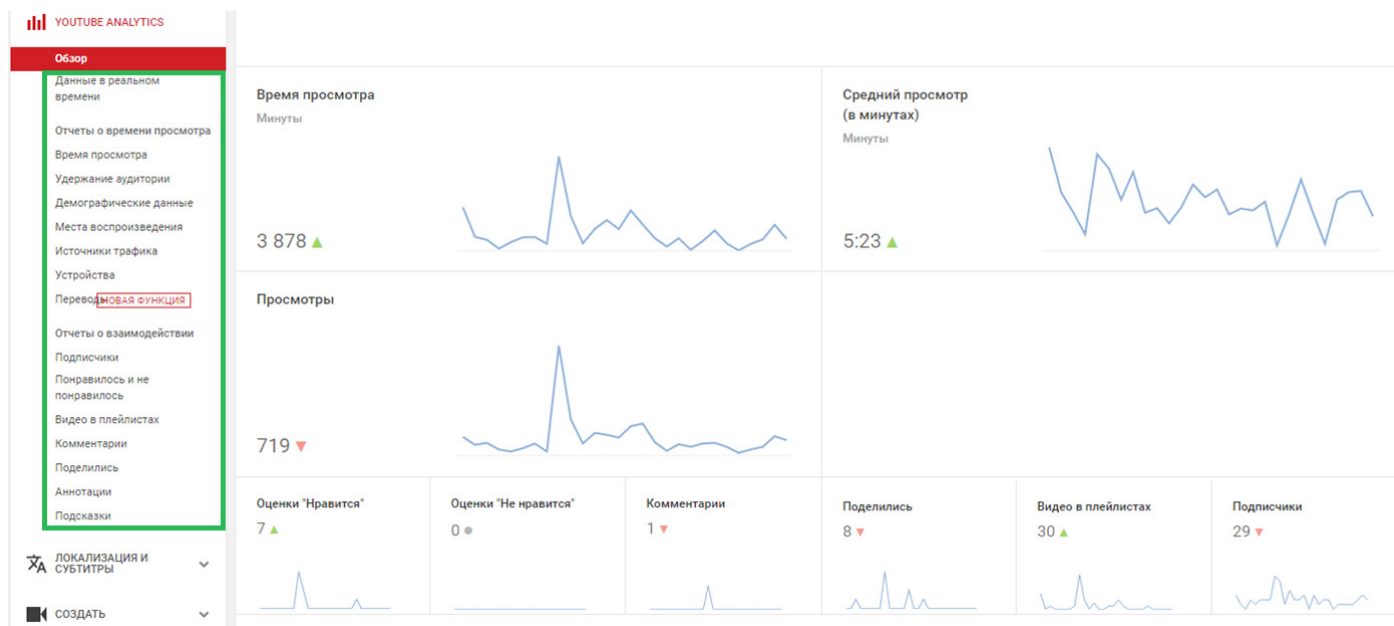 YOUTUBE ANALYTICS
Обзор
Данные в реальном
времени
Отчеты о времени просмотра
Время просмотра
Удержание аудитории
Демографические данные
Места воспроизведения
Источники трафика
Устройства
Переводы НОВАЯ ФУНКЦИЯ
Отчеты о взаимодействии
Подписчики
Понравилось и не
понравилось
Видео в плейлистах
Комментарии
Поделились
Аннотации
Подсказки
ЛОКАЛИЗАЦИЯ И
СУБТИТРЫ
СОЗДАТЬ
Время просмотра
Минуты
3 878
Средний просмотр
(в минутах)
Минуты
5:23
Просмотры
719
Оценки "Нравится"
7
Оценки "Не нравится"
0
Комментарии
1
Поделились
8
Видео в плейлистах
30
Подписчики
29